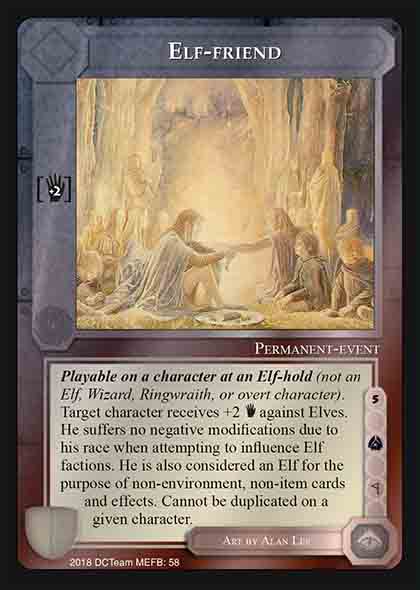 ELF-FRIEND
[+2]
PERMANENT-EVENT
Playable on a character at an Elf-hold (not an
Elf, Wizard, Ringwraith, or overt character).
Target character receives +2 against Elves.
He suffers no negative modifications due to
his race when attempting to influence Elf
factions. He is also considered an Elf for the
purpose of non-environment, non-item cards
and effects. Cannot be duplicated on a
given character.
ART BY ALAN LEE
2018 DCTeam MEFB: 58